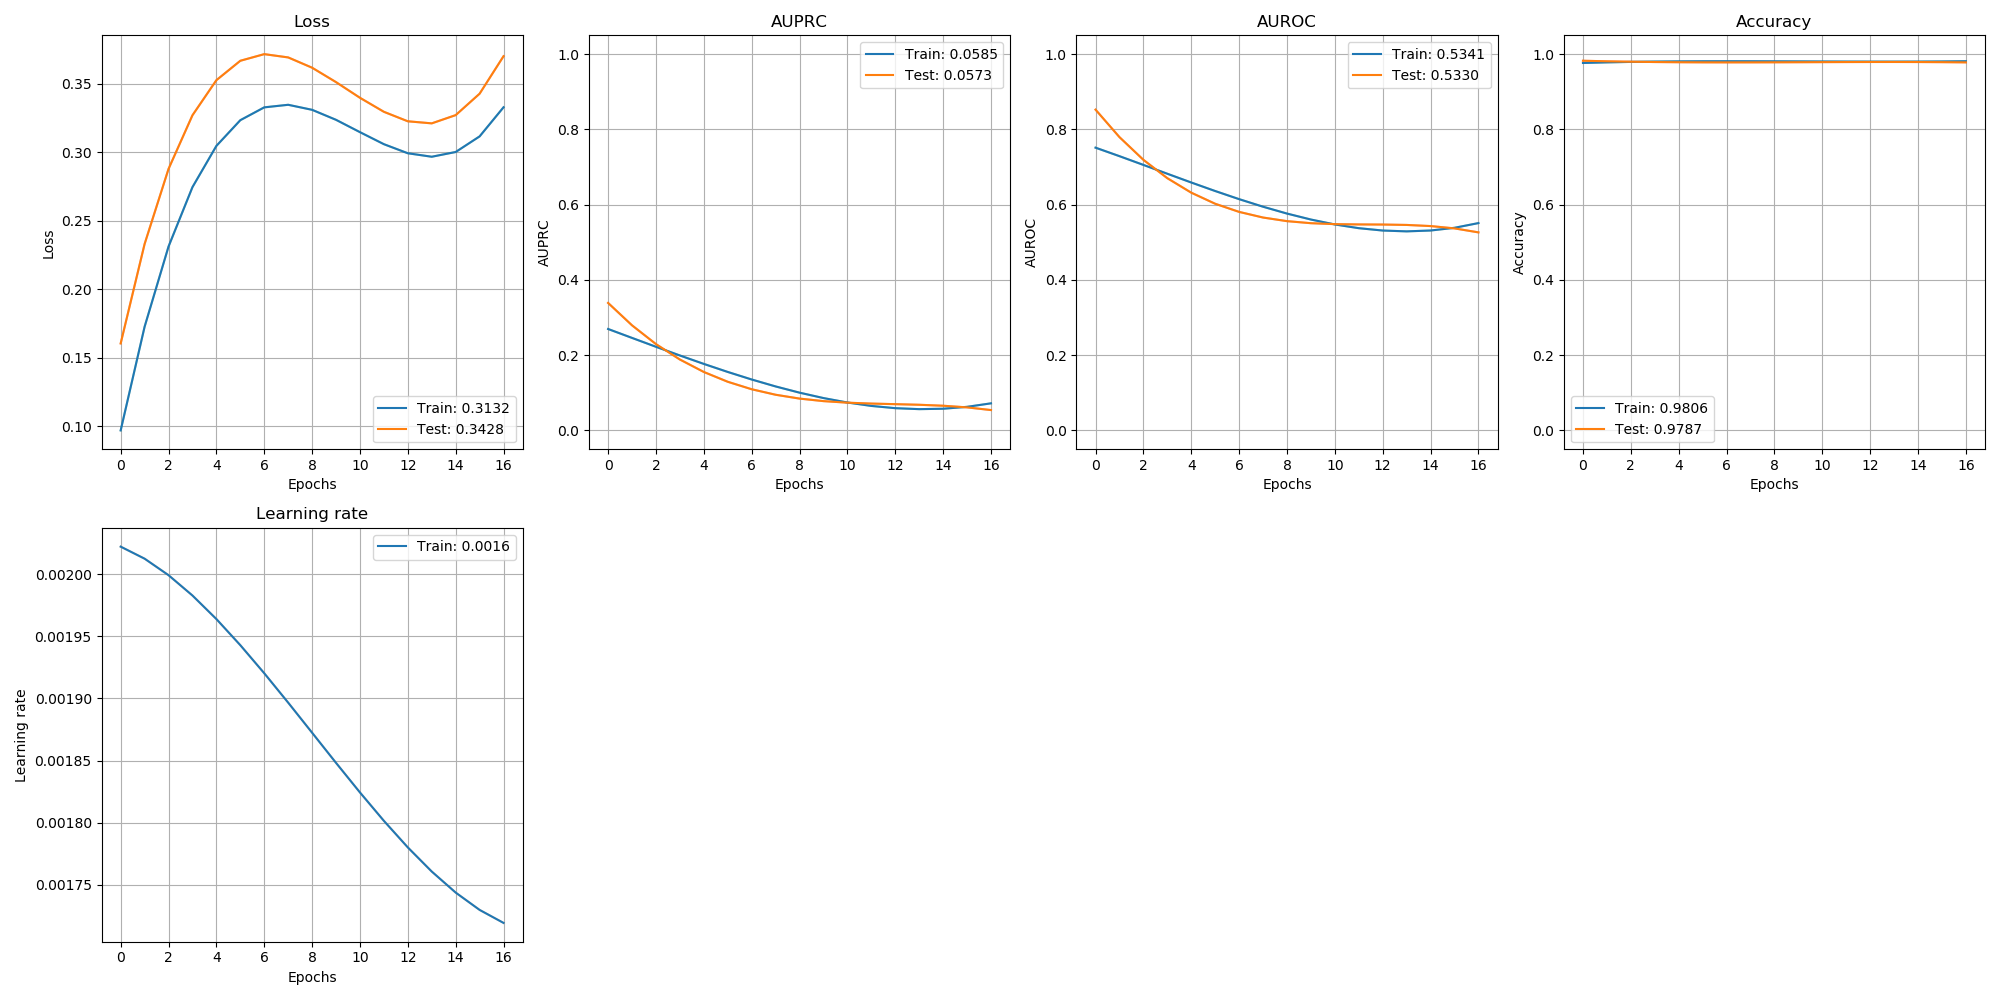 Loss
Loss
0.35
0.30
0.25
0.20
0.15
0.10
Train: 0.3132
Test: 0.3428
0 2 4 6 8 10 12 14 16
Epochs
AUPRC
AUPRC
1.0
0.8
0.6
0.4
0.2
0.0
Train: 0.0585
Test: 0.0573
0 2 4 6 8 10 12 14 16
Epochs
AUROC
AUROC
1.0
0.8
0.6
0.4
0.2
0.0
Train: 0.5341
Test: 0.5330
0 2 4 6 8 10 12 14 16
Epochs
Accuracy
Accuracy
1.0
0.8
0.6
0.4
0.2
0.0
Train: 0.9806
Test: 0.9787
0 2 4 6 8 10 12 14 16
Epochs
Learning rate
Learning rate
Train: 0.0016
0.00200
0.00195
0.00190
0.00185
0.00180
0.00175
0 2 4 6 8 10 12 14 16
Epochs